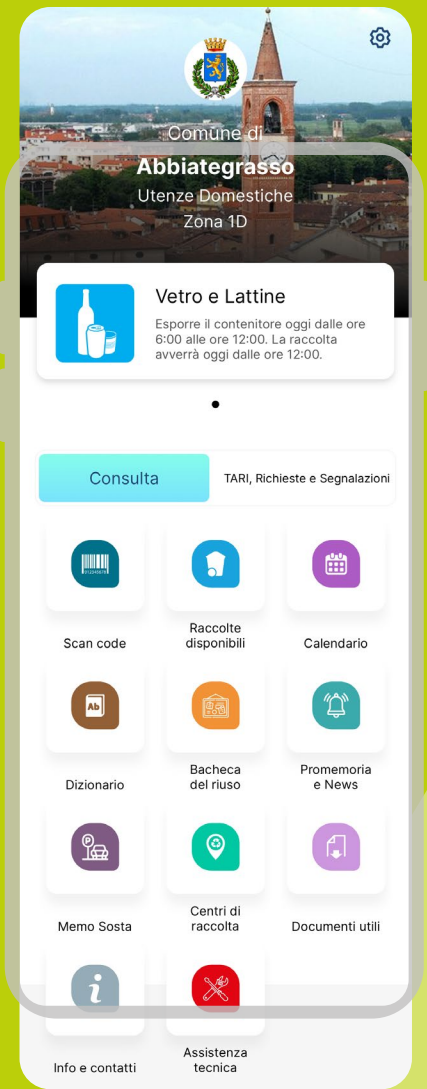 Comune di
Abbiategrasso
Utenze Domestiche
Zona 1D
Vetro e Lattine
Esporre il contenitore oggi dalle ore
6:00 alle ore 12:00. La raccolta
avverrà oggi dalle ore 12:00.
Consulta
TARI, Richieste e Segnalazioni
Scan code
Raccolte
disponibili
Calendario
Ab
Dizionario
Bacheca
del riuso
Promemoria
e News
P
Memo Sosta
Centri di
raccolta
Documenti utili
i
Info e contatti
Assistenza
tecnica